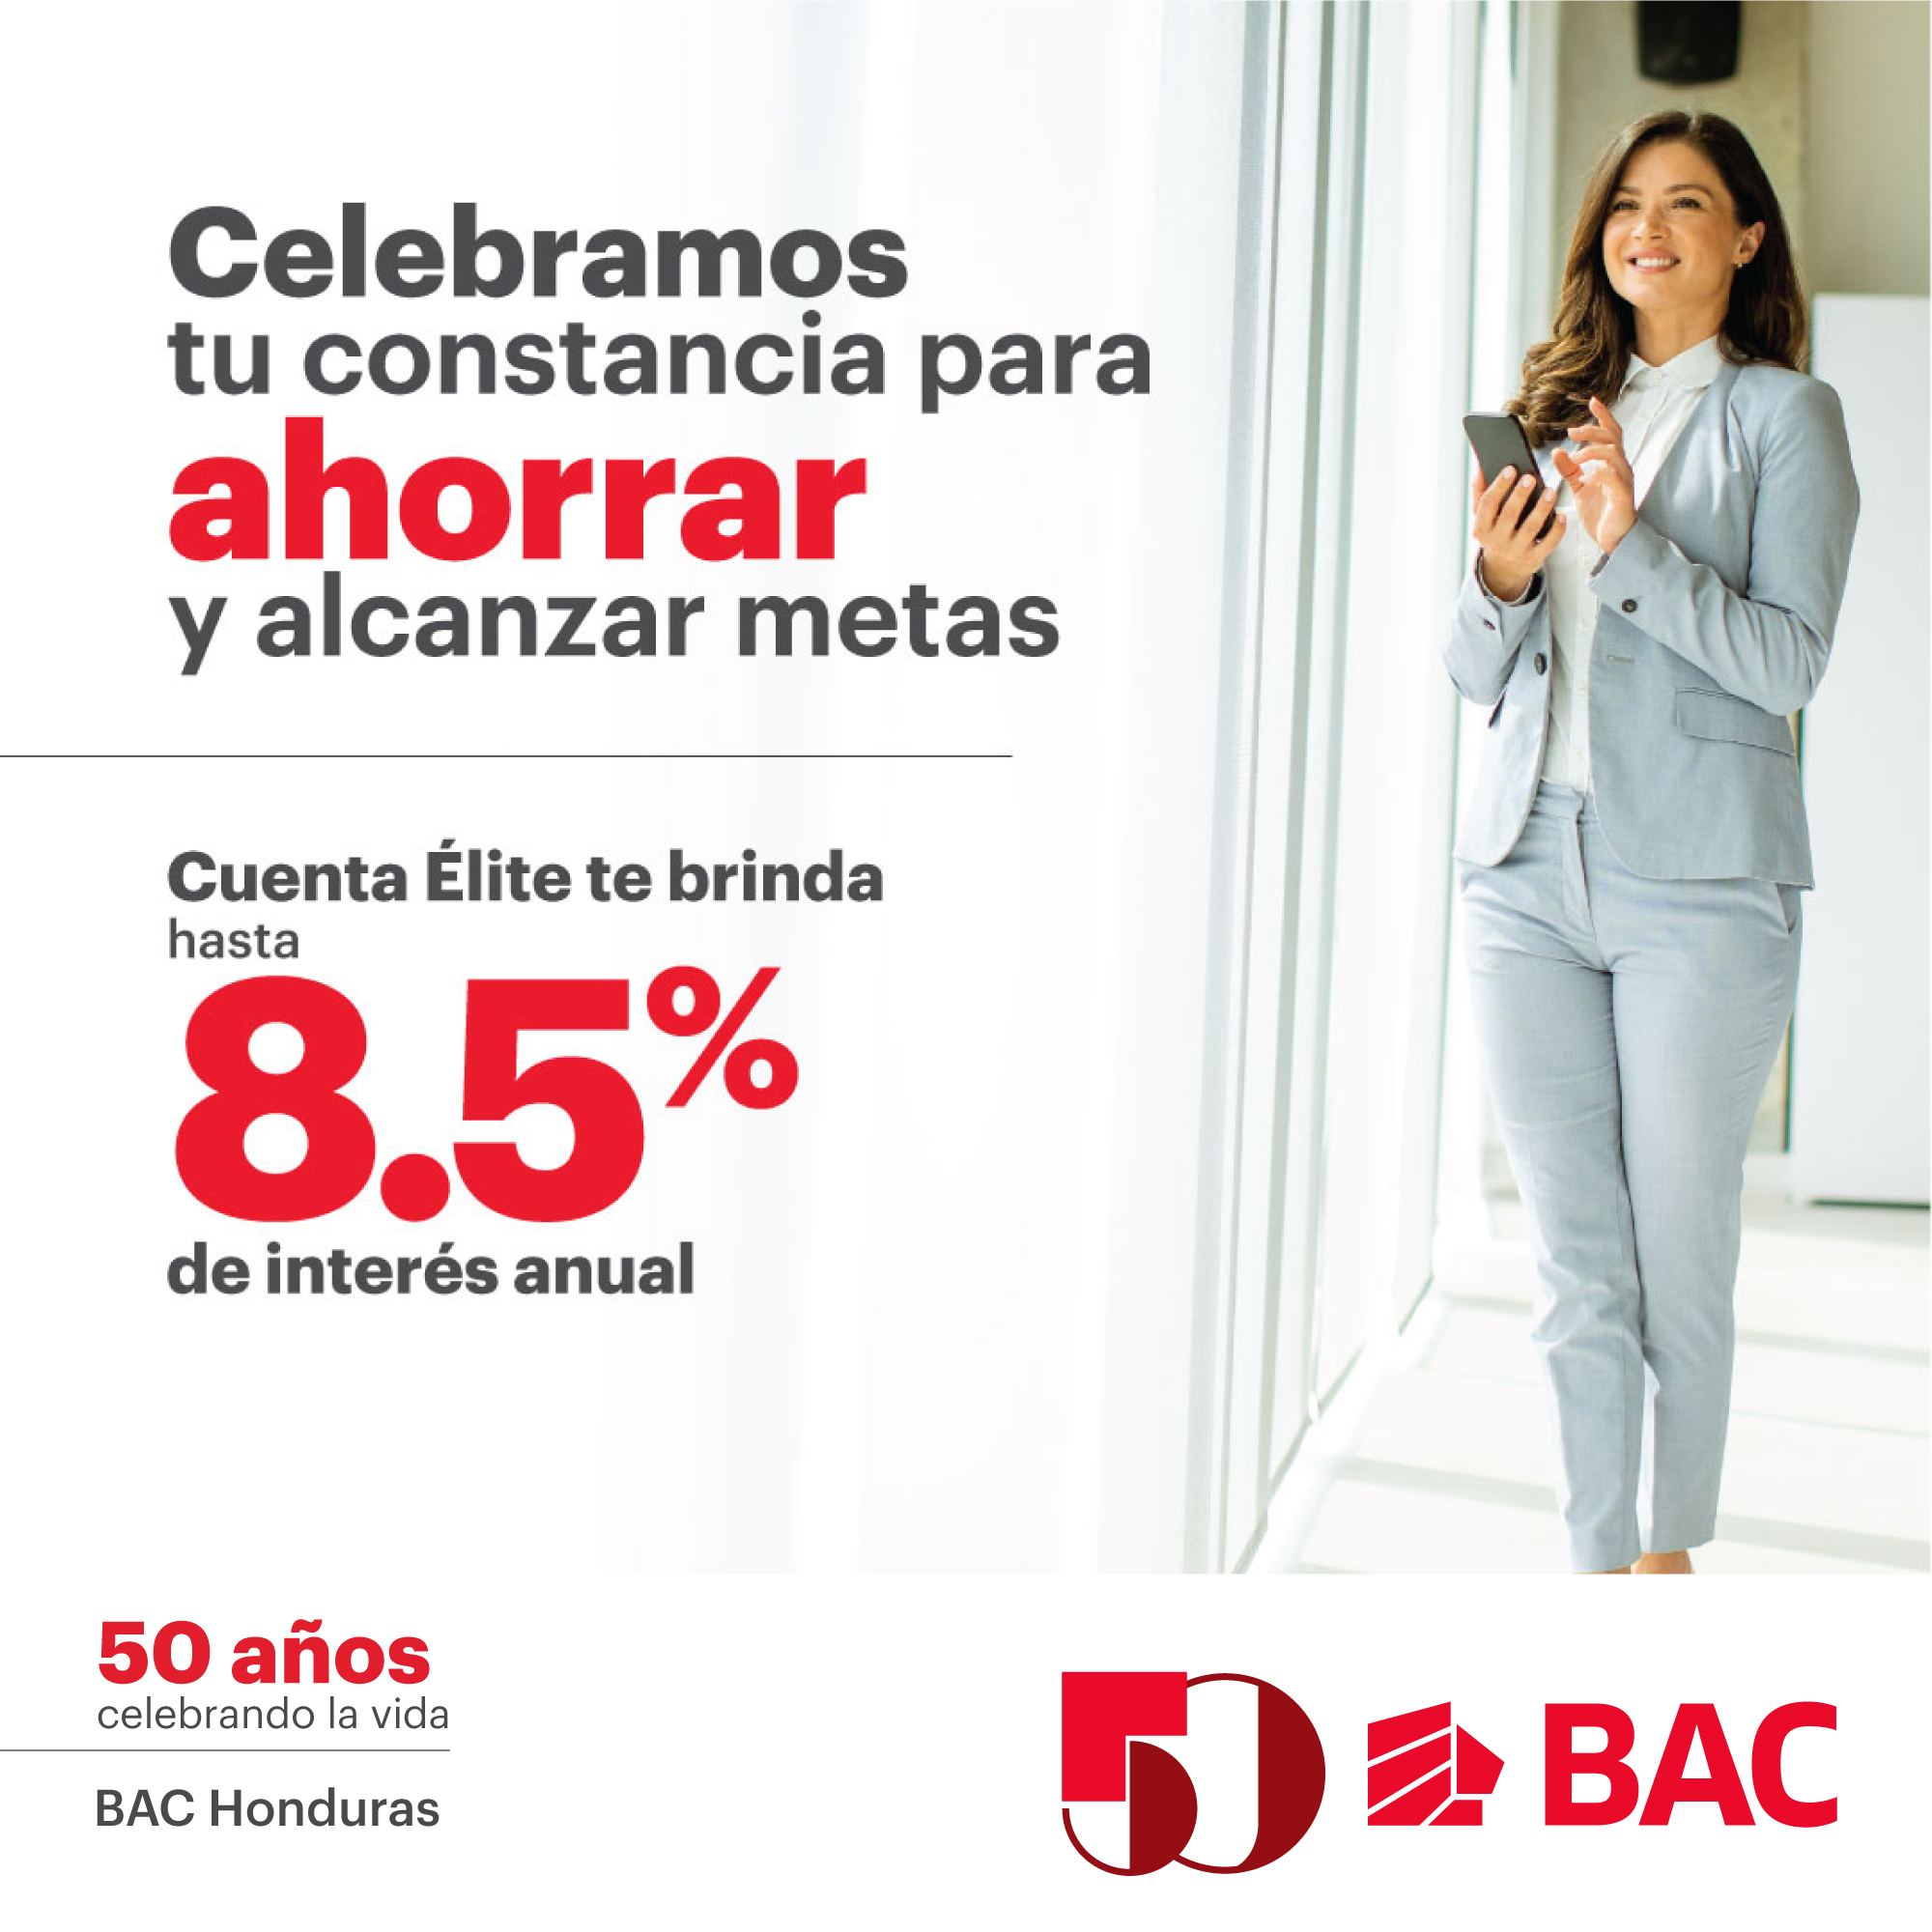 Celebramos
tu constancia para
ahorrar
y alcanzar metas
Cuenta Élite te brinda
hasta
8.5%
de interés anual
50 años
celebrando la vida
BAC Honduras
50 BAC